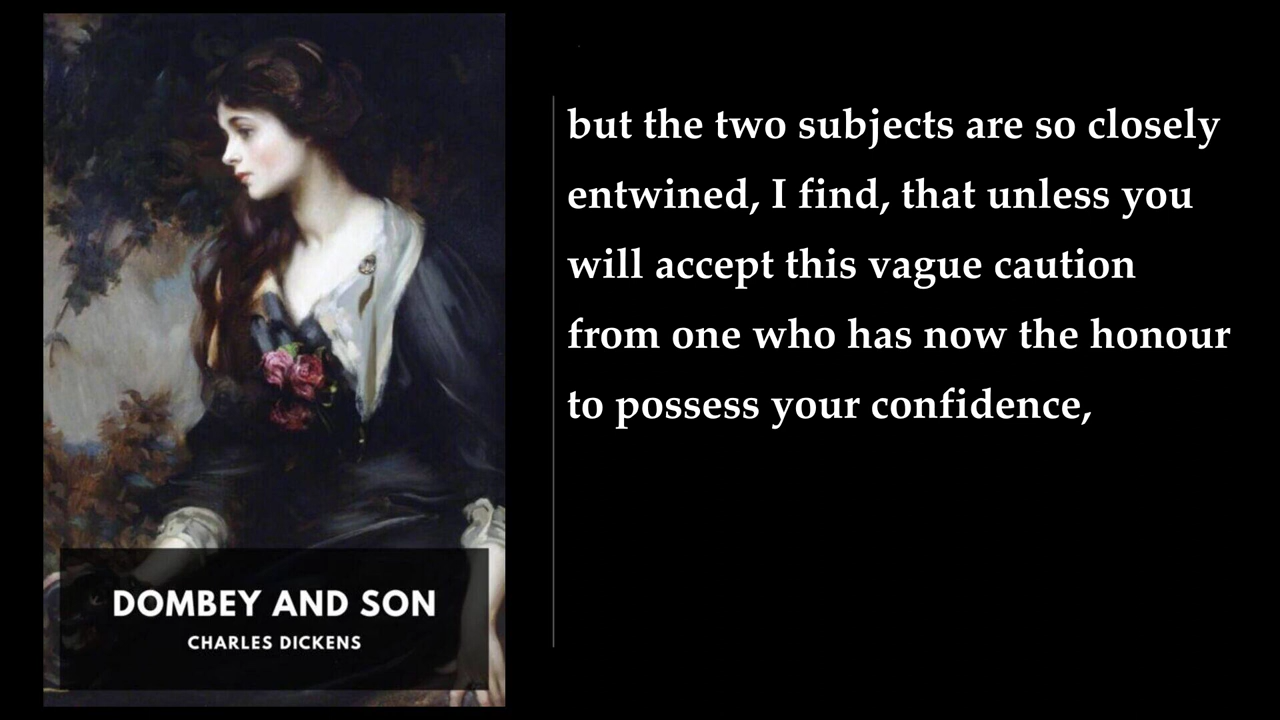 DOMBEY AND SON
CHARLES DICKENS
but the two subjects are so closely
entwined, I find, that unless you
will accept this vague caution
from one who has now the honour
to possess your confidence,